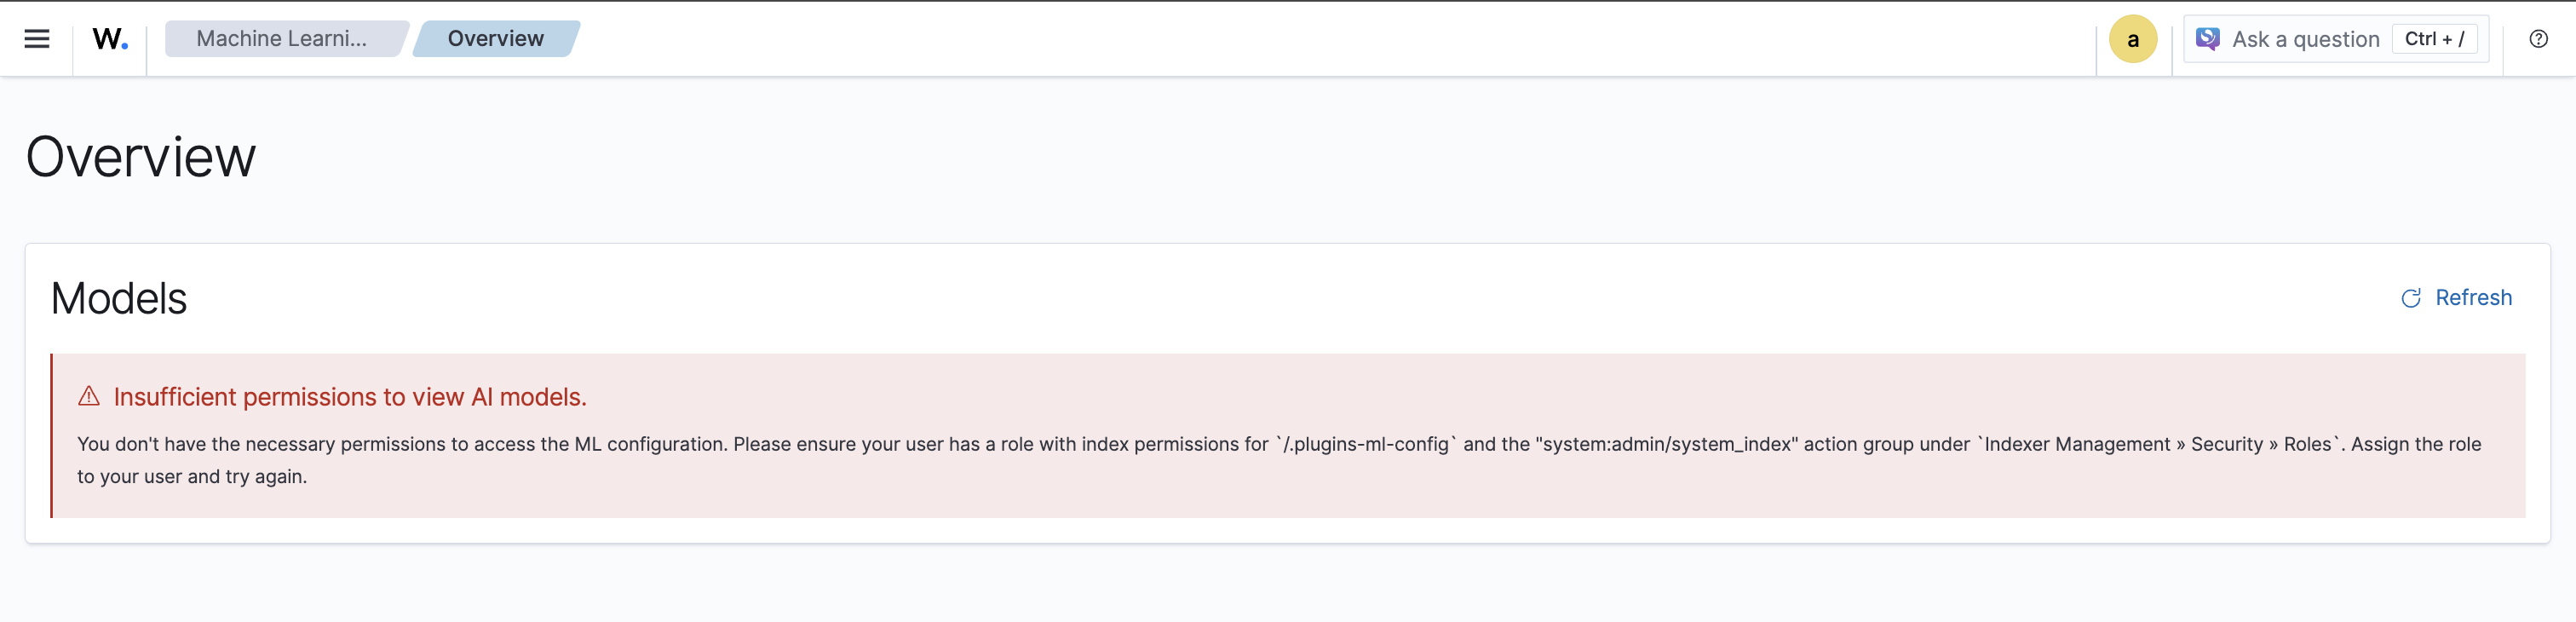 W.
Machine Learni...
Overview
a
Ask a question
Ctrl + /
Overview
Models
Refresh
Insufficient permissions to view AI models.
You don't have the necessary permissions to access the ML configuration. Please ensure your user has a role with index permissions for `/.plugins-ml-config` and the "system:admin/system_index" action group under `Indexer Management » Security » Roles`. Assign the role
to your user and try again.